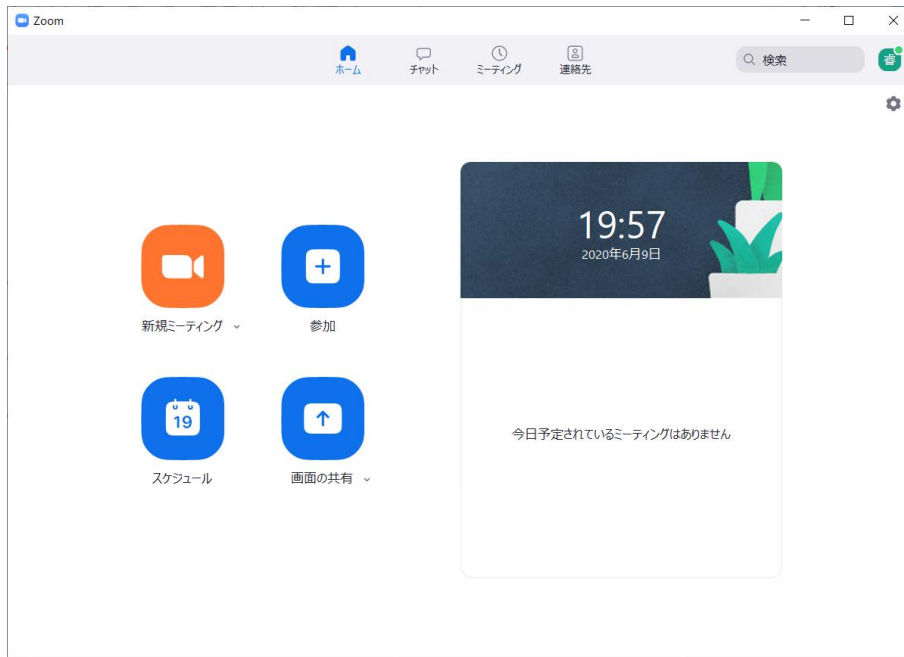 Zoom
ホーム
チャット
ミーティング
連絡先
検索
睿
19:57
2020年6月9日
新規ミーティング
参加
19
スケジュール
画面の共有
今日予定されているミーティングはありません